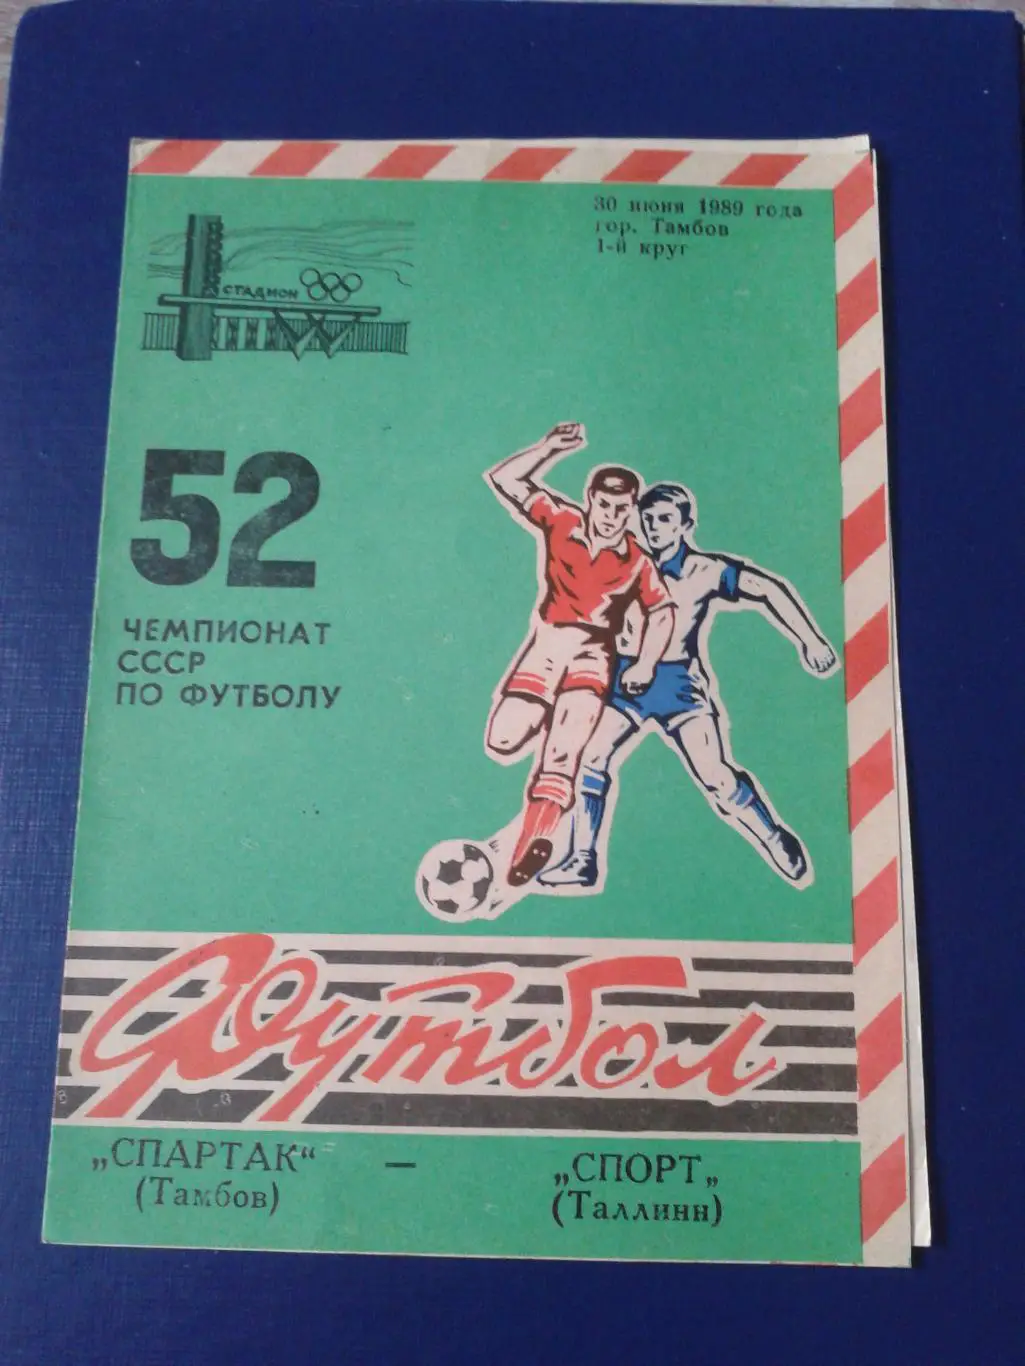 30 июня 1989 года
гор. Тамбов
1-й круг
СТАДИОН
52
ЧЕМПИОНАТ
СССР
ПО ФУТБОЛУ
Футбол
„СПАРТАК“ — „СПОРТ„
(Тамбов) (Таллинн)